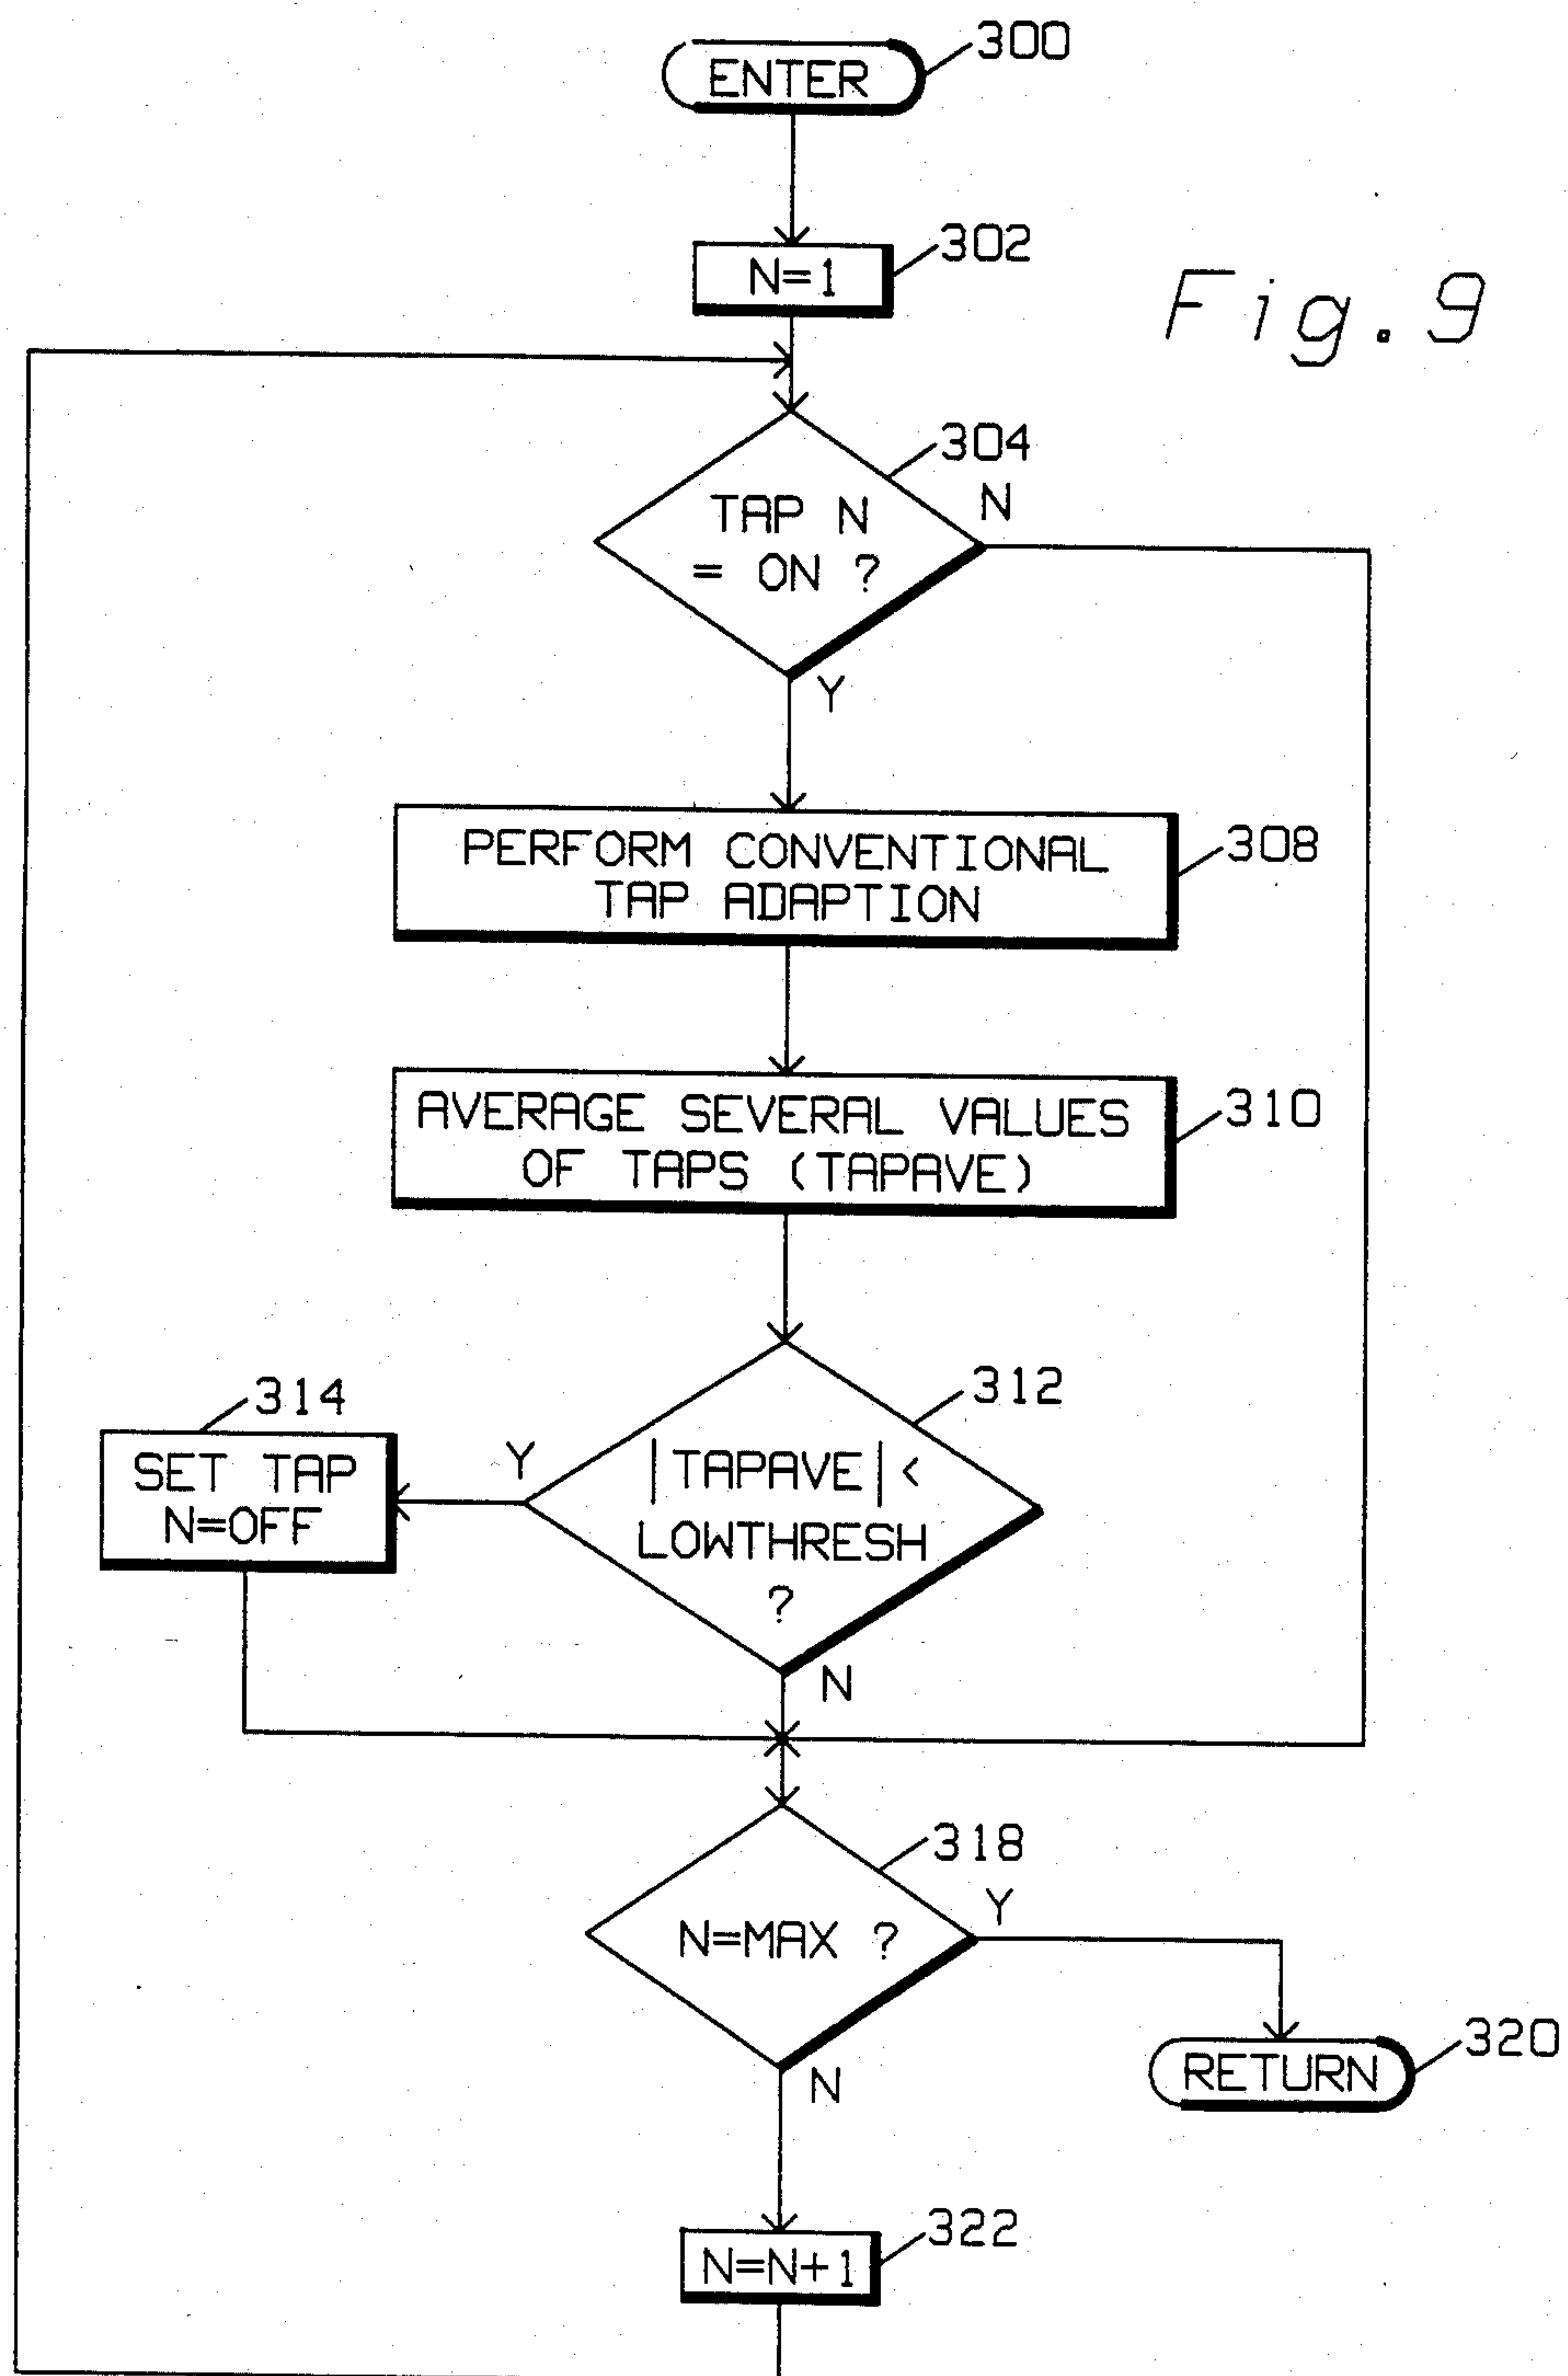 300
ENTER
302
N=1
Fig.9
304
N
TAP N
= ON ?
Y
PERFORM CONVENTIONAL
TAP ADAPTION
308
AVERAGE SEVERAL VALUES
OF TAPS (TAPAVE)
310
312
314
SET TAP
N=OFF
Y
|TAPAVE|<
LOWTHRESH
?
N
318
N=MAX ?
Y
320
RETURN
N
322
N=N+1